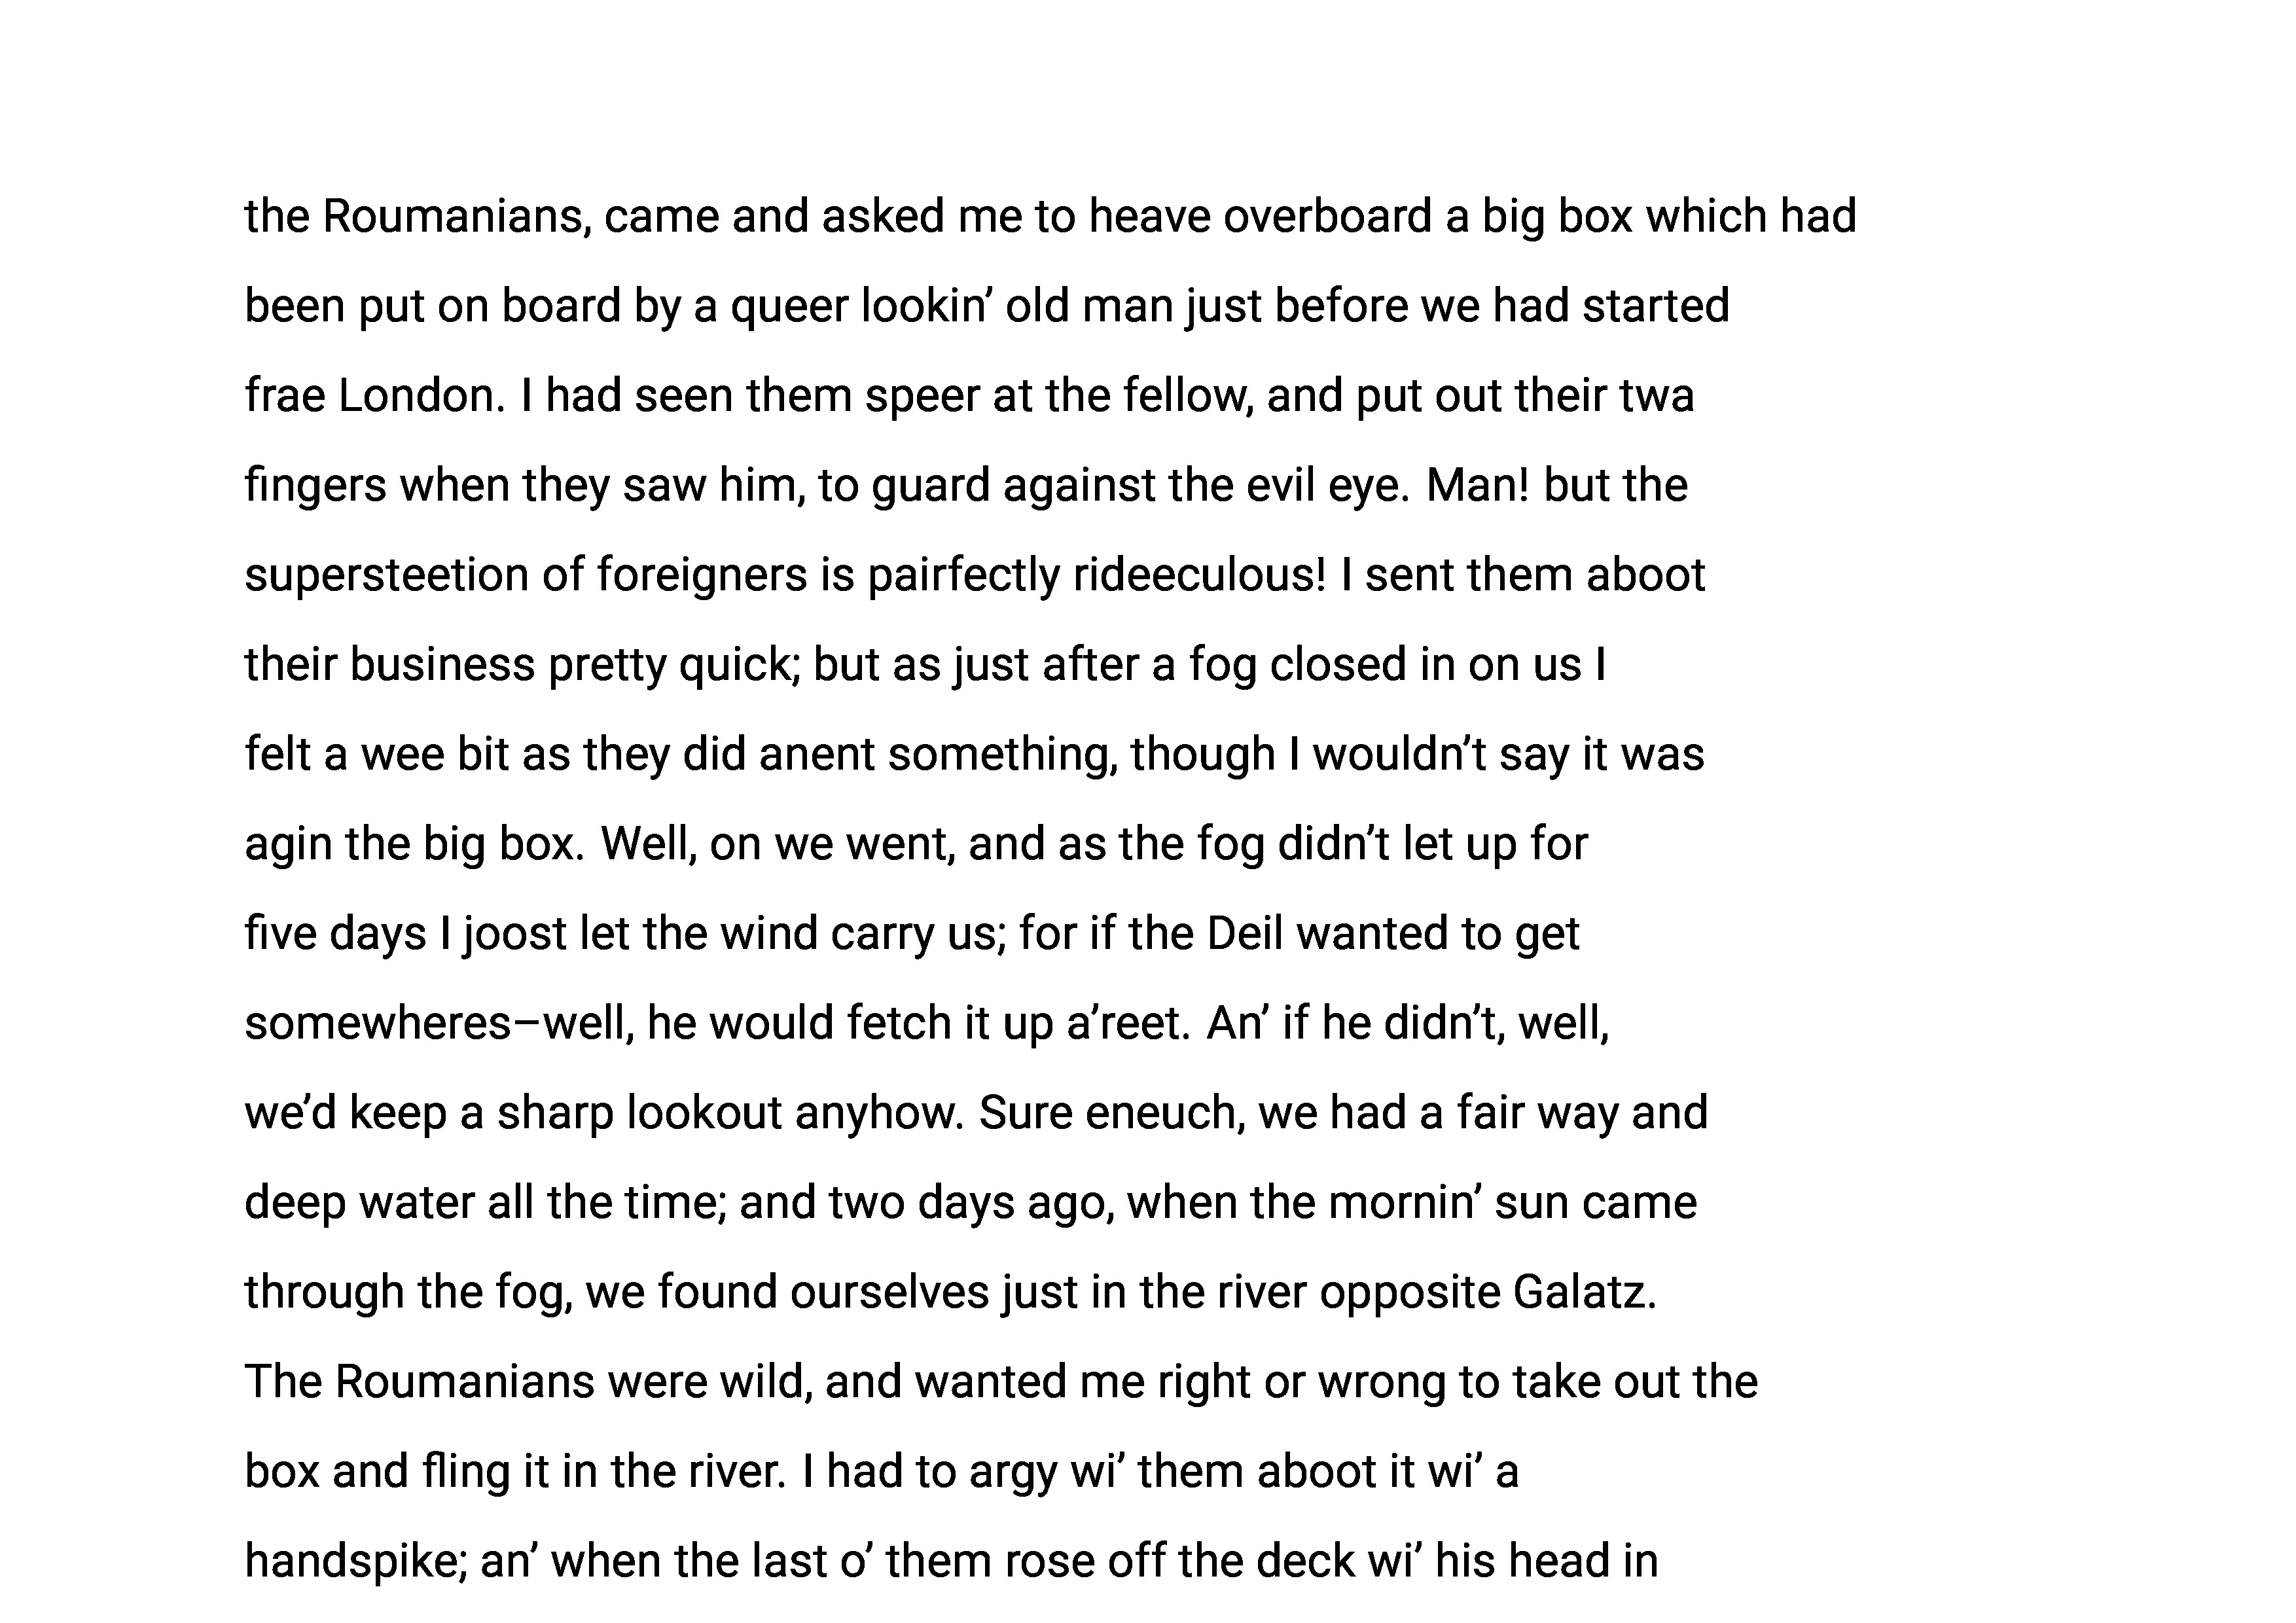 the Roumanians, came and asked me to heave overboard a big box which had
been put on board by a queer lookin’ old man just before we had started
frae London. I had seen them speer at the fellow, and put out their twa
fingers when they saw him, to guard against the evil eye. Man! but the
supersteetion of foreigners is pairfectly rideeculous! I sent them aboot
their business pretty quick; but as just after a fog closed in on us I
felt a wee bit as they did anent something, though I wouldn’t say it was
agin the big box. Well, on we went, and as the fog didn’t let up for
five days I joost let the wind carry us; for if the Deil wanted to get
somewheres–well, he would fetch it up a’reet. An’ if he didn’t, well,
we’d keep a sharp lookout anyhow. Sure eneuch, we had a fair way and
deep water all the time; and two days ago, when the mornin’ sun came
through the fog, we found ourselves just in the river opposite Galatz.
The Roumanians were wild, and wanted me right or wrong to take out the
box and fling it in the river. I had to argy wi’ them aboot it wi’ a
handspike; an’ when the last o’ them rose off the deck wi’ his head in